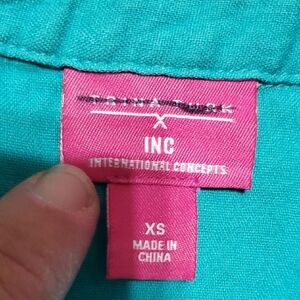 X
INC
INTERNATIONAL CONCEPTS
XS
MADE IN
CHINA